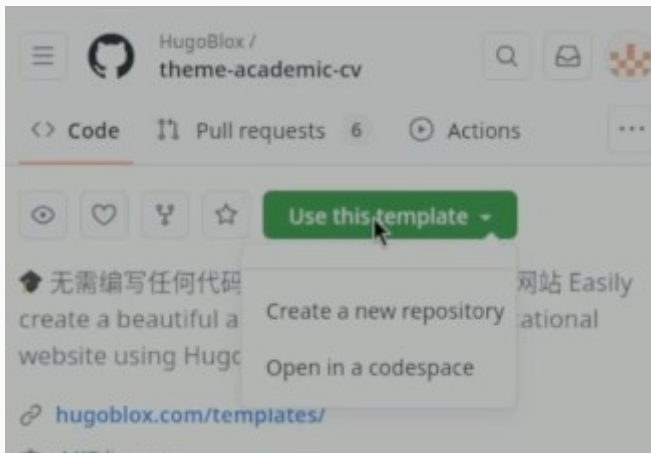 HugoBlox /
theme-academic-cv
Code Pull requests 6 Actions
Use this template
无需编写任何代码 网站 Easily
create a beautiful a
website using Hugo
Create a new repository
Open in a codespace
hugoblox.com/templates/